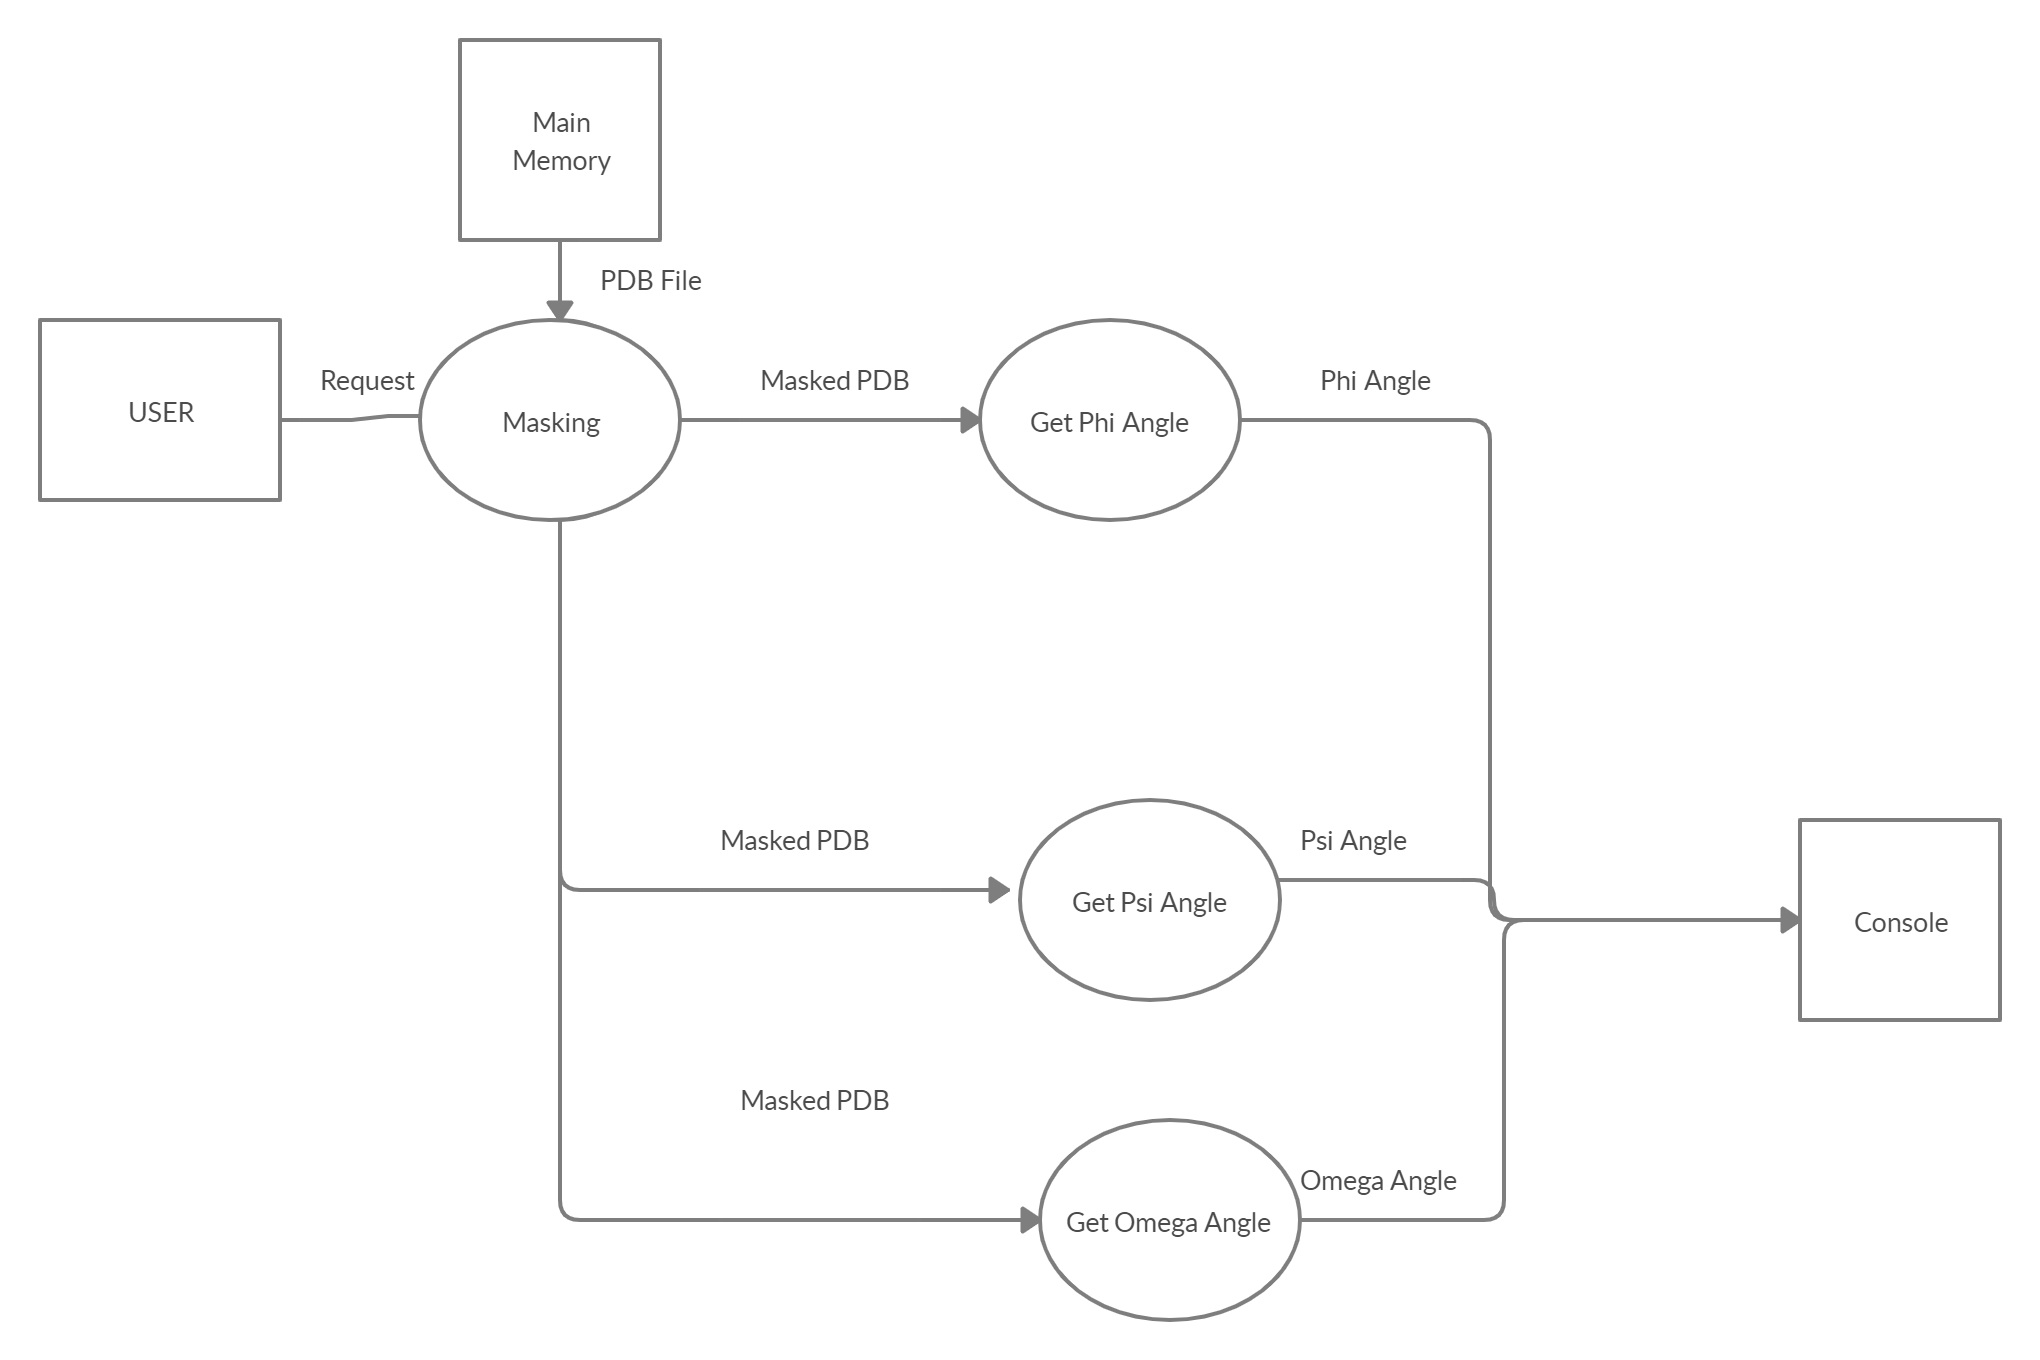 Main
Memory
PDB File
Request
Masked PDB
Phi Angle
USER
Masking
Get Phi Angle
Masked PDB
Psi Angle
Get Psi Angle
Console
Masked PDB
Omega Angle
Get Omega Angle